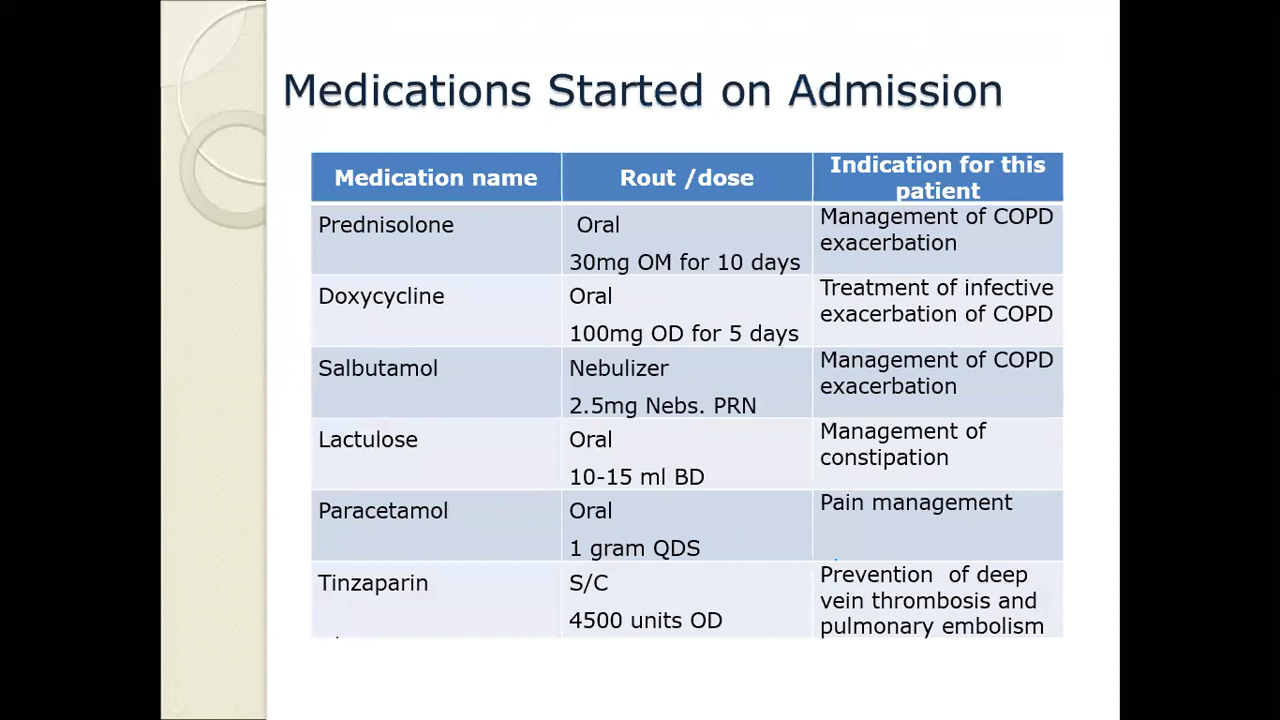 Medications Started on Admission
Medication name
Rout /dose
Indication for this
patient
Prednisolone
Oral
30mg OM for 10 days
Management of COPD
exacerbation
Doxycycline
Oral
100mg OD for 5 days
Treatment of infective
exacerbation of COPD
Salbutamol
Nebulizer
2.5mg Nebs. PRN
Management of COPD
exacerbation
Lactulose
Oral
10-15 ml BD
Management of
constipation
Paracetamol
Oral
1 gram QDS
Pain management
Tinzaparin
S/C
4500 units OD
Prevention  of deep
vein thrombosis and
pulmonary embolism